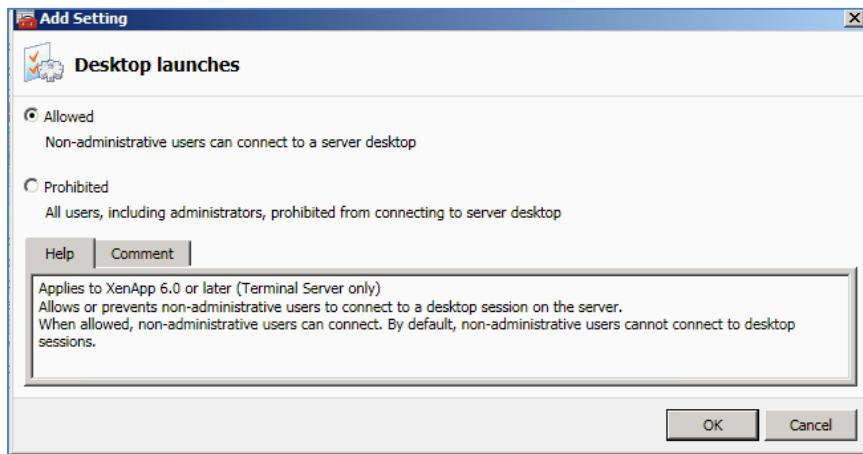 Add Setting
Desktop launches
Allowed
Non-administrative users can connect to a server desktop
Prohibited
All users, including administrators, prohibited from connecting to server desktop
Help Comment
Applies to XenApp 6.0 or later (Terminal Server only)
Allows or prevents non-administrative users to connect to a desktop session on the server.
When allowed, non-administrative users can connect. By default, non-administrative users cannot connect to desktop
sessions.
OK Cancel